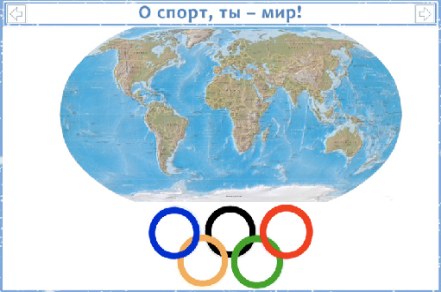 О спорт, ты – мир!